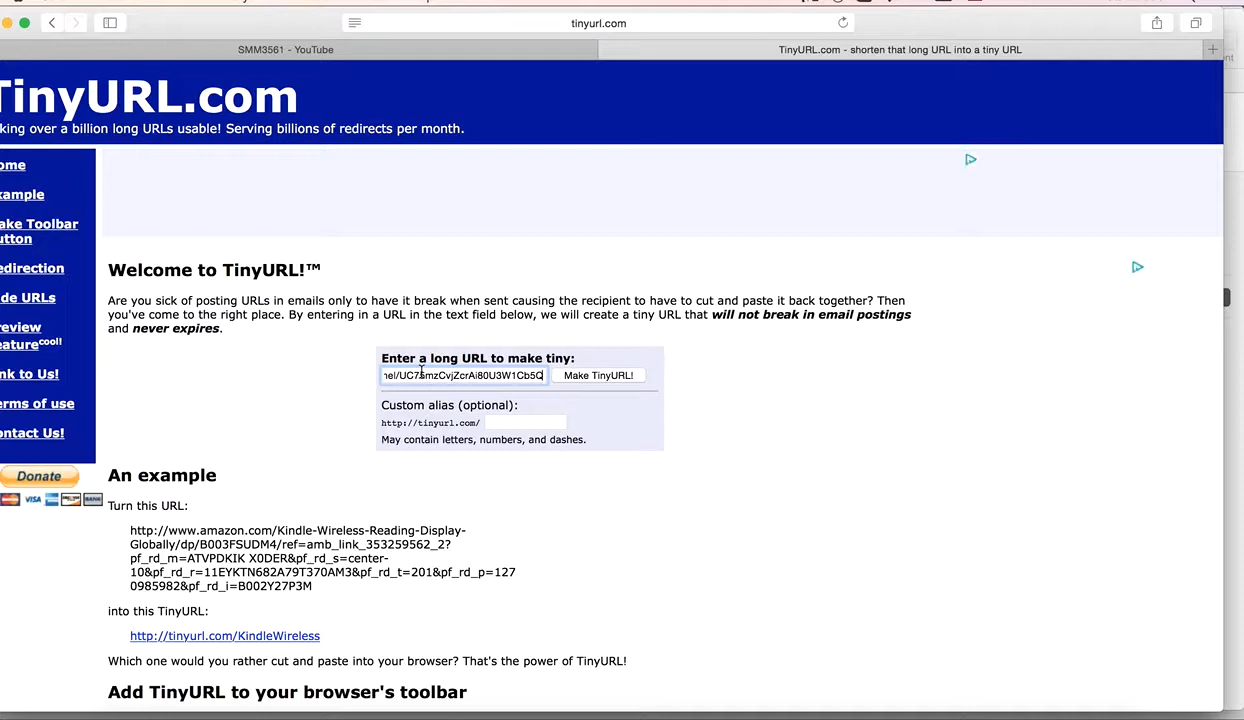 tinyurl.com
SMM3561 - YouTube
TinyURL.com - shorten that long URL into a tiny URL
TinyURL.com
king over a billion long URLs usable! Serving billions of redirects per month.
ome
xample
ake Toolbar
utton
edirection
de URLs
review
eaturecool!
nk to Us!
erms of use
ontact Us!
Donate
VISA
Welcome to TinyURL!™
Are you sick of posting URLs in emails only to have it break when sent causing the recipient to have to cut and paste it back together? Then
you've come to the right place. By entering in a URL in the text field below, we will create a tiny URL that will not break in email postings
and never expires.
Enter a long URL to make tiny:
Make TinyURL!
Custom alias (optional):
http://tinyurl.com/
May contain letters, numbers, and dashes.
An example
Turn this URL:
http://www.amazon.com/Kindle-Wireless-Reading-Display-
Globally/dp/B003FSUDM4/ref=amb_link_353259562_2?
pf_rd_m=ATVPDKIK X0DER&pf_rd_s=center-
10&pf_rd_r=11EYKTN682A79T370AM3&pf_rd_t=201&pf_rd_p=127
0985982&pf_rd_i=B002Y27P3M
into this TinyURL:
http://tinyurl.com/KindleWireless
Which one would you rather cut and paste into your browser? That's the power of TinyURL!
Add TinyURL to your browser's toolbar